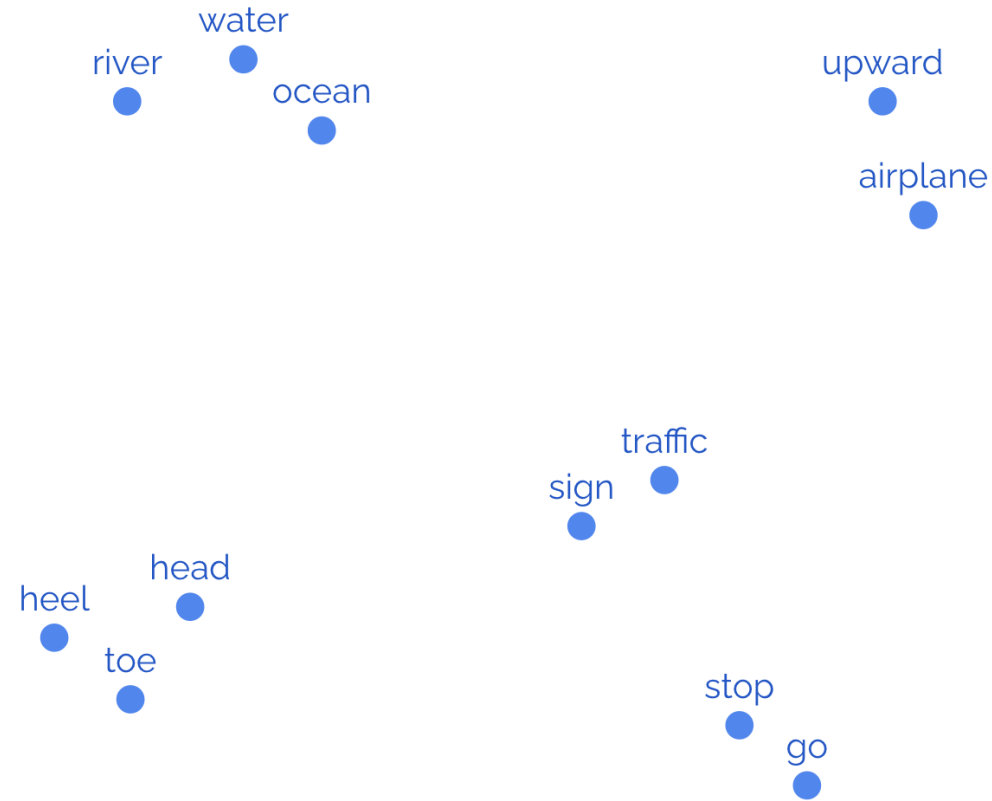 water
river
ocean
upward
airplane
traffic
sign
head
heel
toe
stop
go